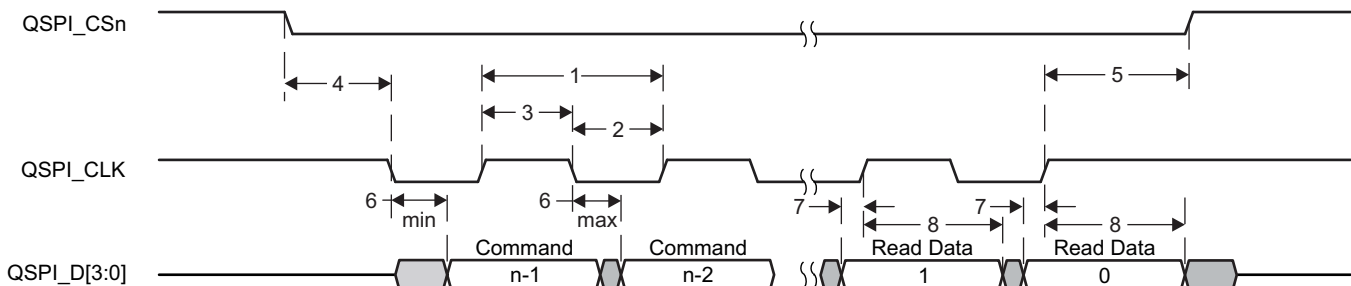 QSPI_CSn
4
1
5
3
2
QSPI_CLK
6
min
6
max
7
8
7
8
Command
Command
Read Data
Read Data
QSPI_D[3:0]
n-1
n-2
1
0